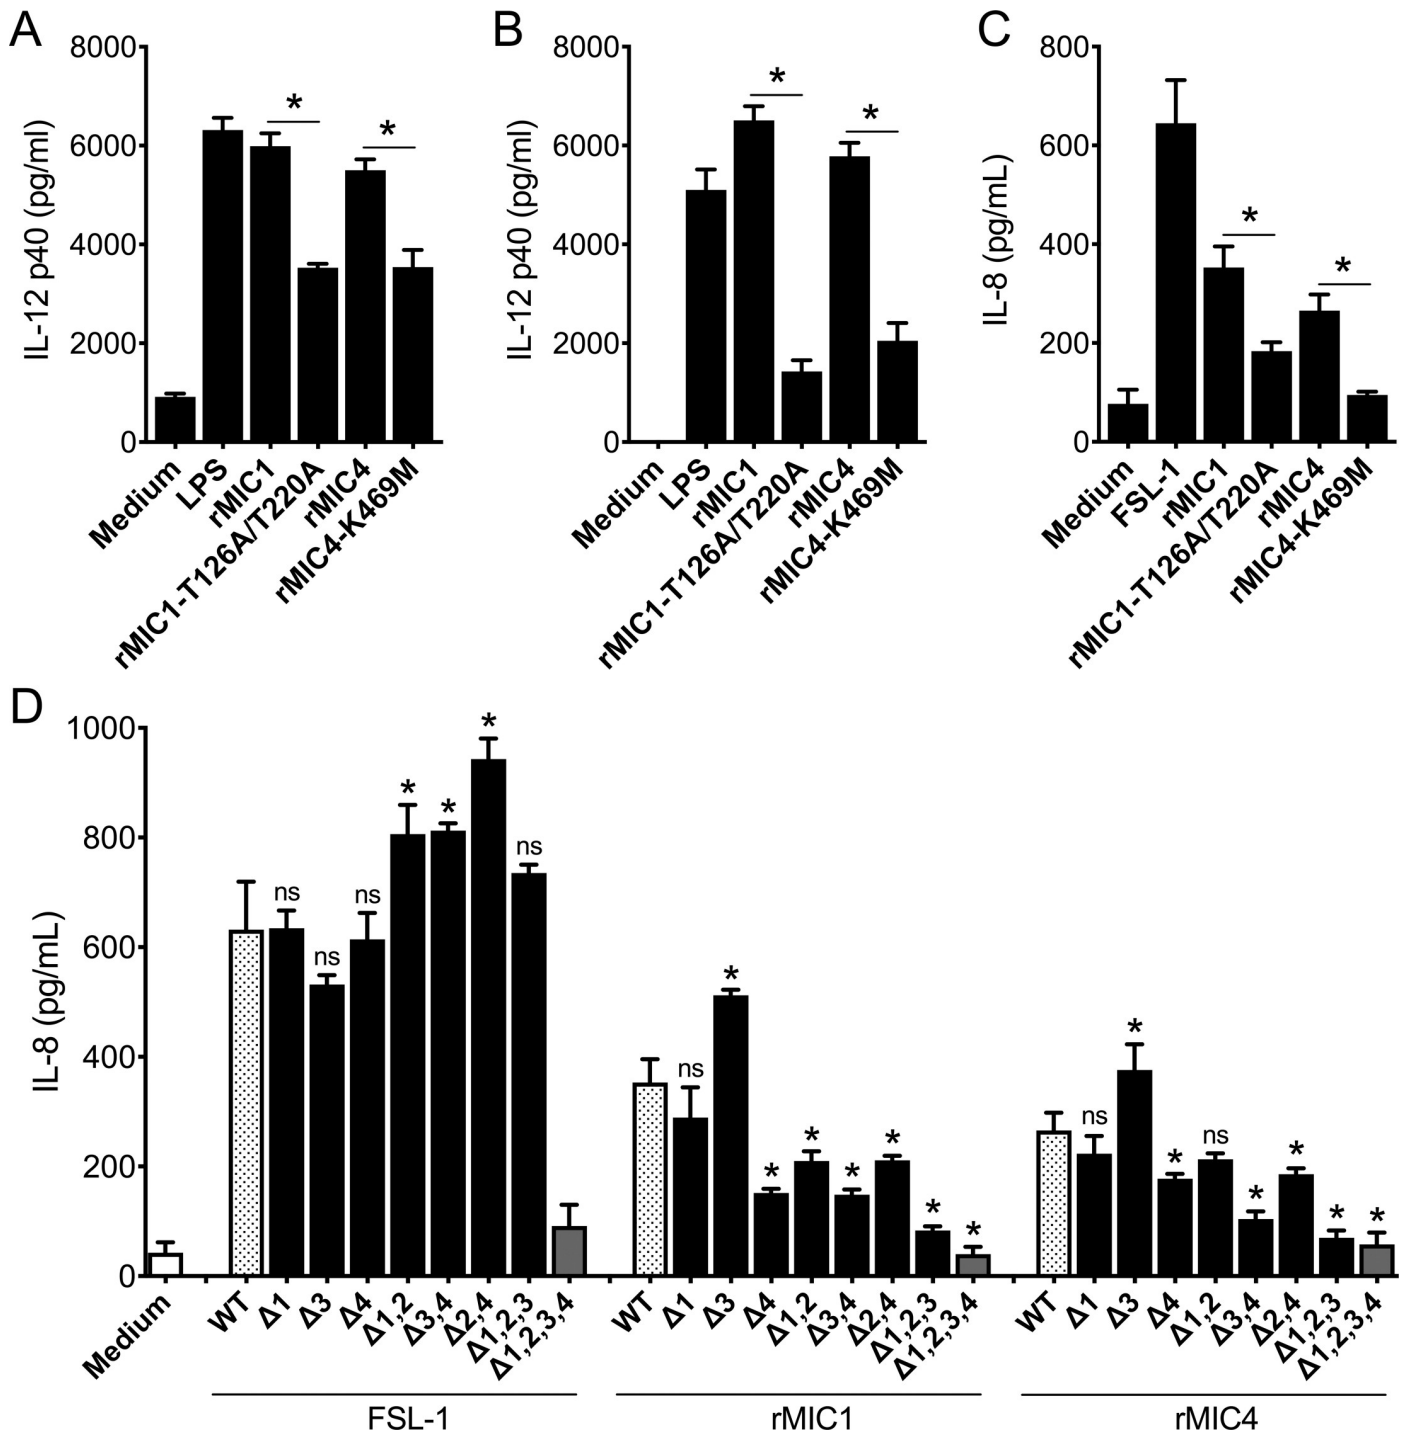 A
IL-12 p40 (pg/ml)
8000
6000
4000
2000
0
*
*
Medium
LPS
rMIC1
rMIC1-T126A/T220A
rMIC4
rMIC4-K469M
B
IL-12 p40 (pg/ml)
8000
6000
4000
2000
0
*
*
Medium
LPS
rMIC1
rMIC1-T126A/T220A
rMIC4
rMIC4-K469M
C
IL-8 (pg/mL)
800
600
400
200
0
*
*
Medium
FSL-1
rMIC1
rMIC1-T126A/T220A
rMIC4
rMIC4-K469M
D
IL-8 (pg/mL)
1000
800
600
400
200
0
ns
ns
ns
*
*
*
ns
ns
*
*
*
*
*
*
*
ns
*
*
ns
*
*
*
*
Medium
WT
Δ1
Δ3
Δ4
Δ1,2
Δ3,4
Δ2,4
Δ1,2,3
Δ1,2,3,4
WT
Δ1
Δ3
Δ4
Δ1,2
Δ3,4
Δ2,4
Δ1,2,3
Δ1,2,3,4
WT
Δ1
Δ3
Δ4
Δ1,2
Δ3,4
Δ2,4
Δ1,2,3
Δ1,2,3,4
FSL-1
rMIC1
rMIC4